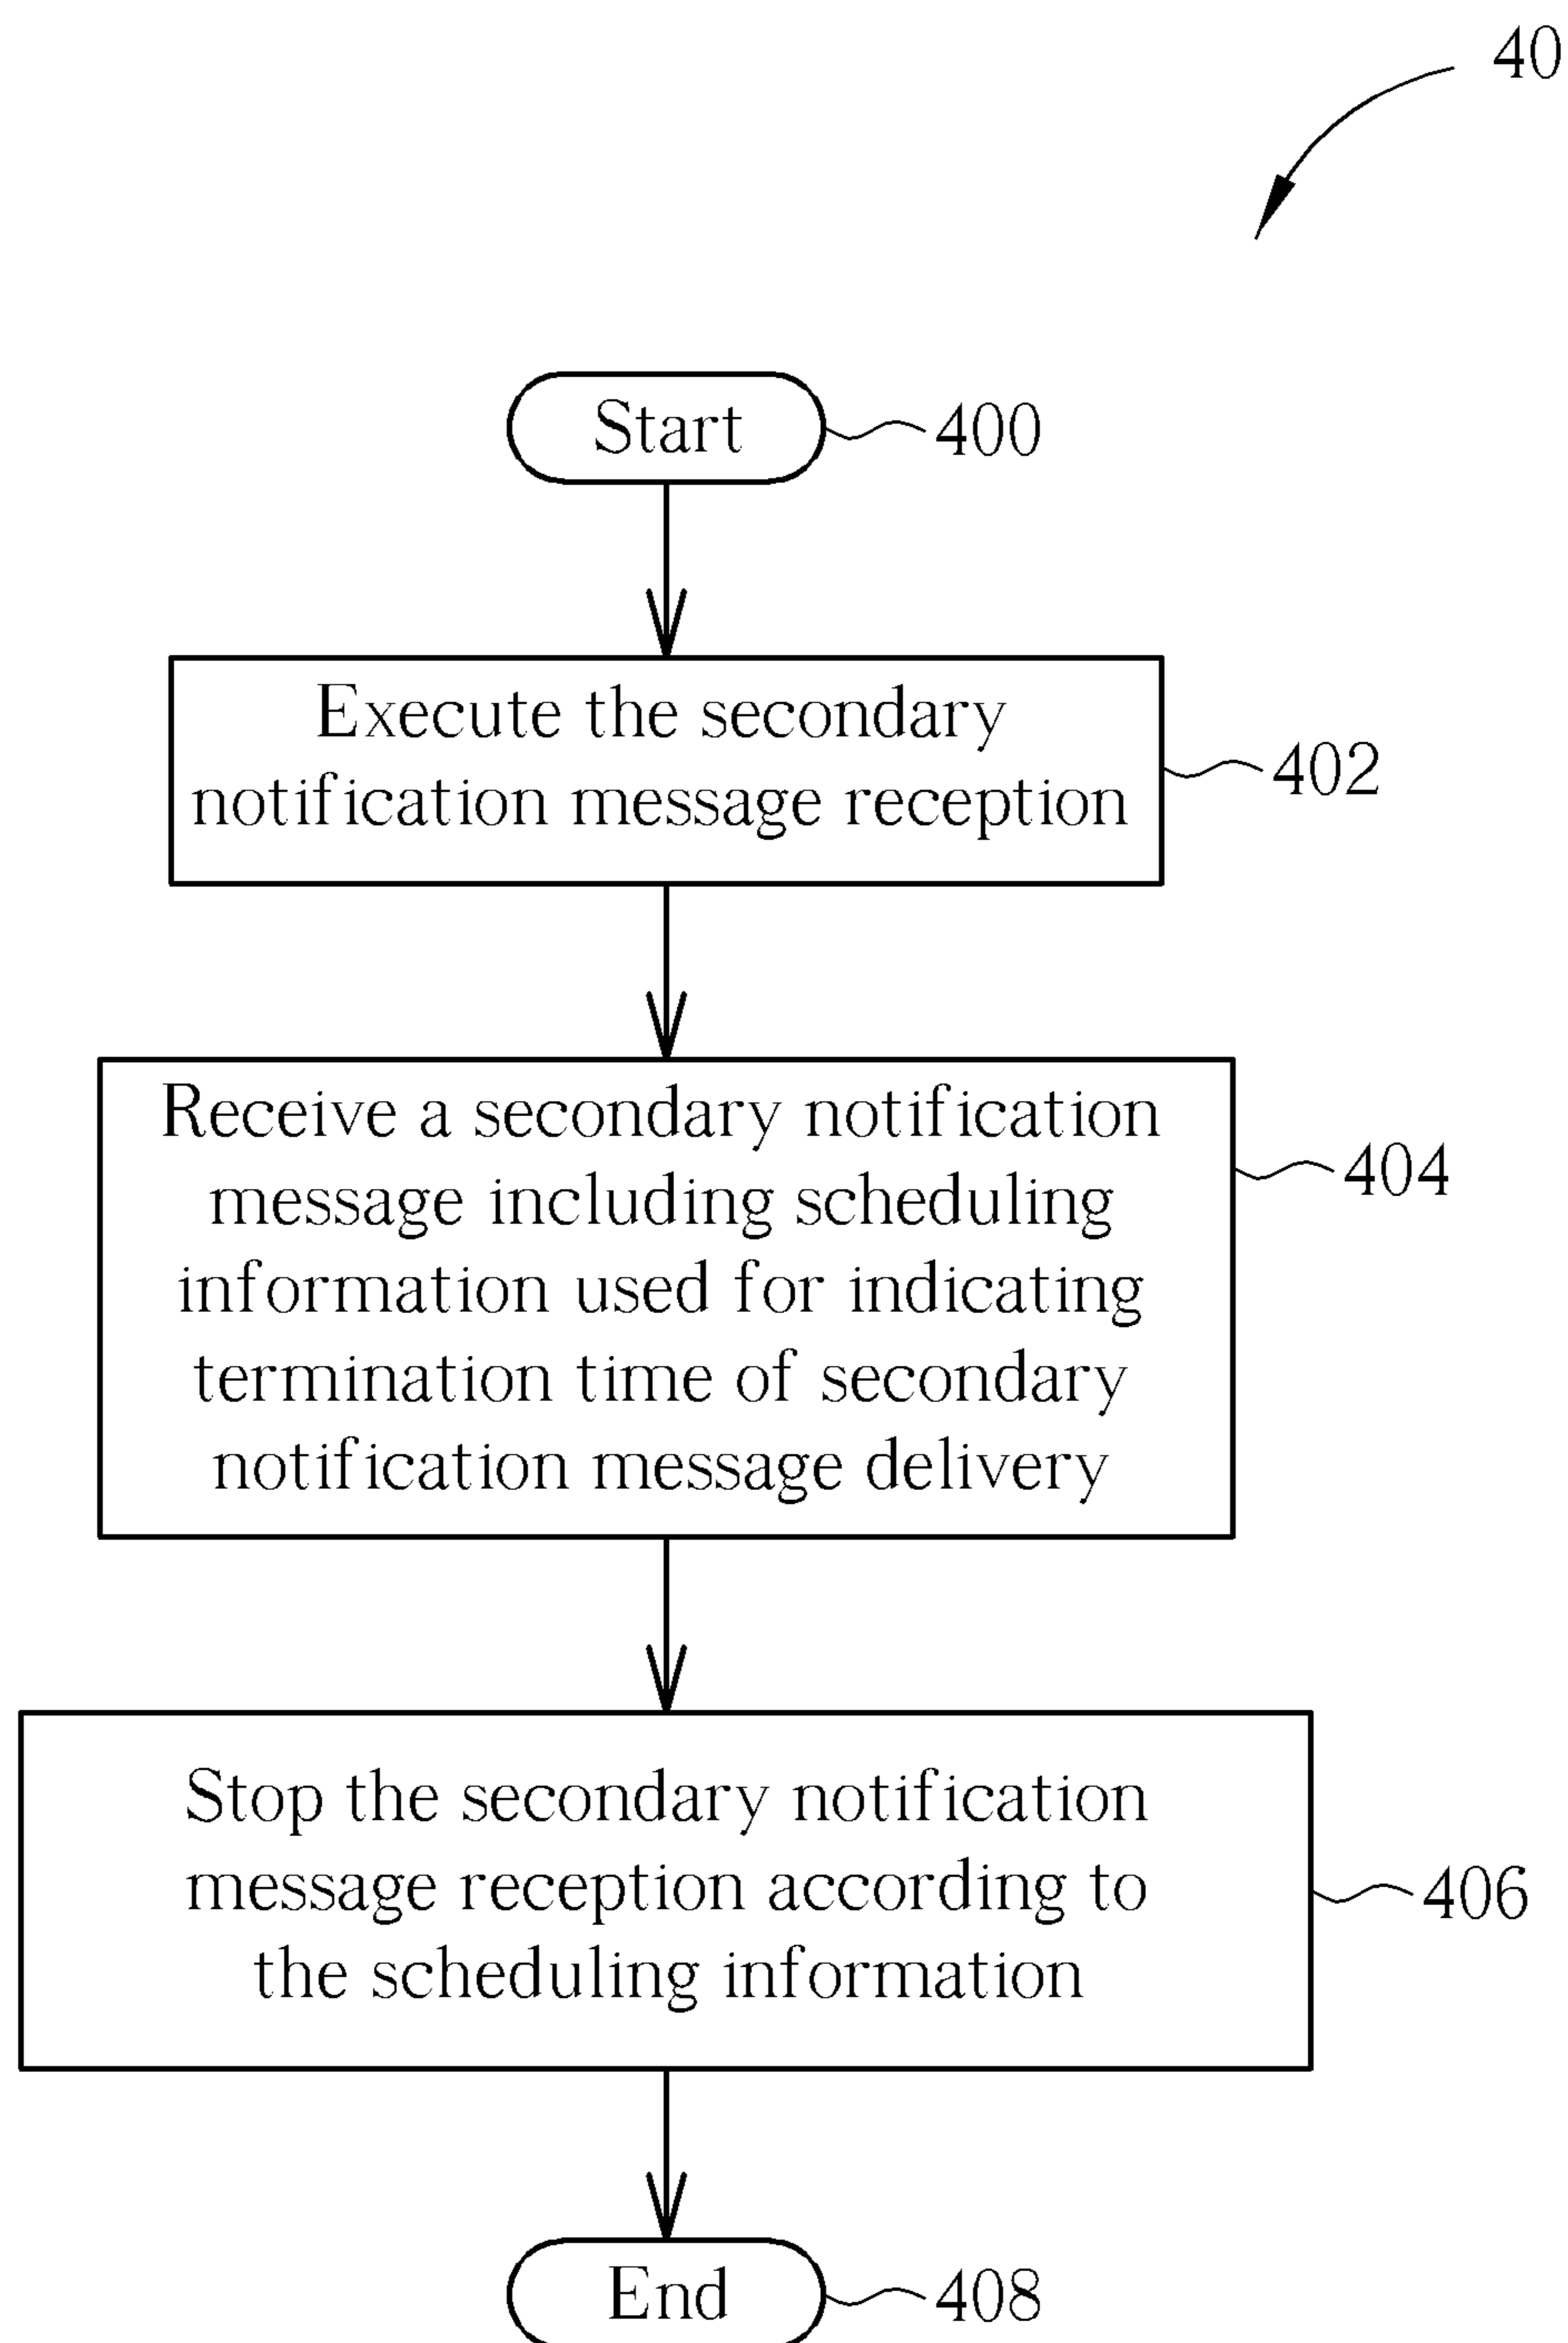 40
Start
400
Execute the secondary
notification message reception
402
Receive a secondary notification
message including scheduling
information used for indicating
termination time of secondary
notification message delivery
404
Stop the secondary notification
message reception according to
the scheduling information
406
End
408